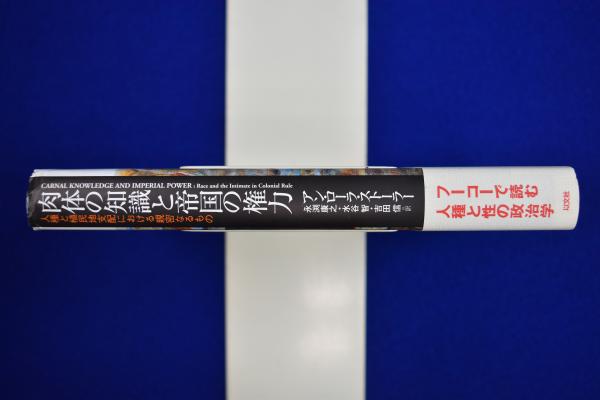 CARNAL KNOWLEDGE AND IMPERIAL POWER : Race and the Intimate in Colonial Rule
肉体の知識と帝国の権力
人種と植民地支配における親密なるもの
アン・ローラ・ストーラー
永渕康之・水谷智・吉田信 訳
フーコーで読む
人種と性の政治学
以文社